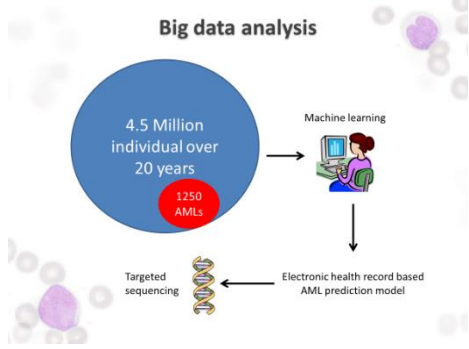 Big data analysis
4.5 Million
individual over
20 years
1250
AMLs
Machine learning
Targeted
sequencing
Electronic health record based
AML prediction model